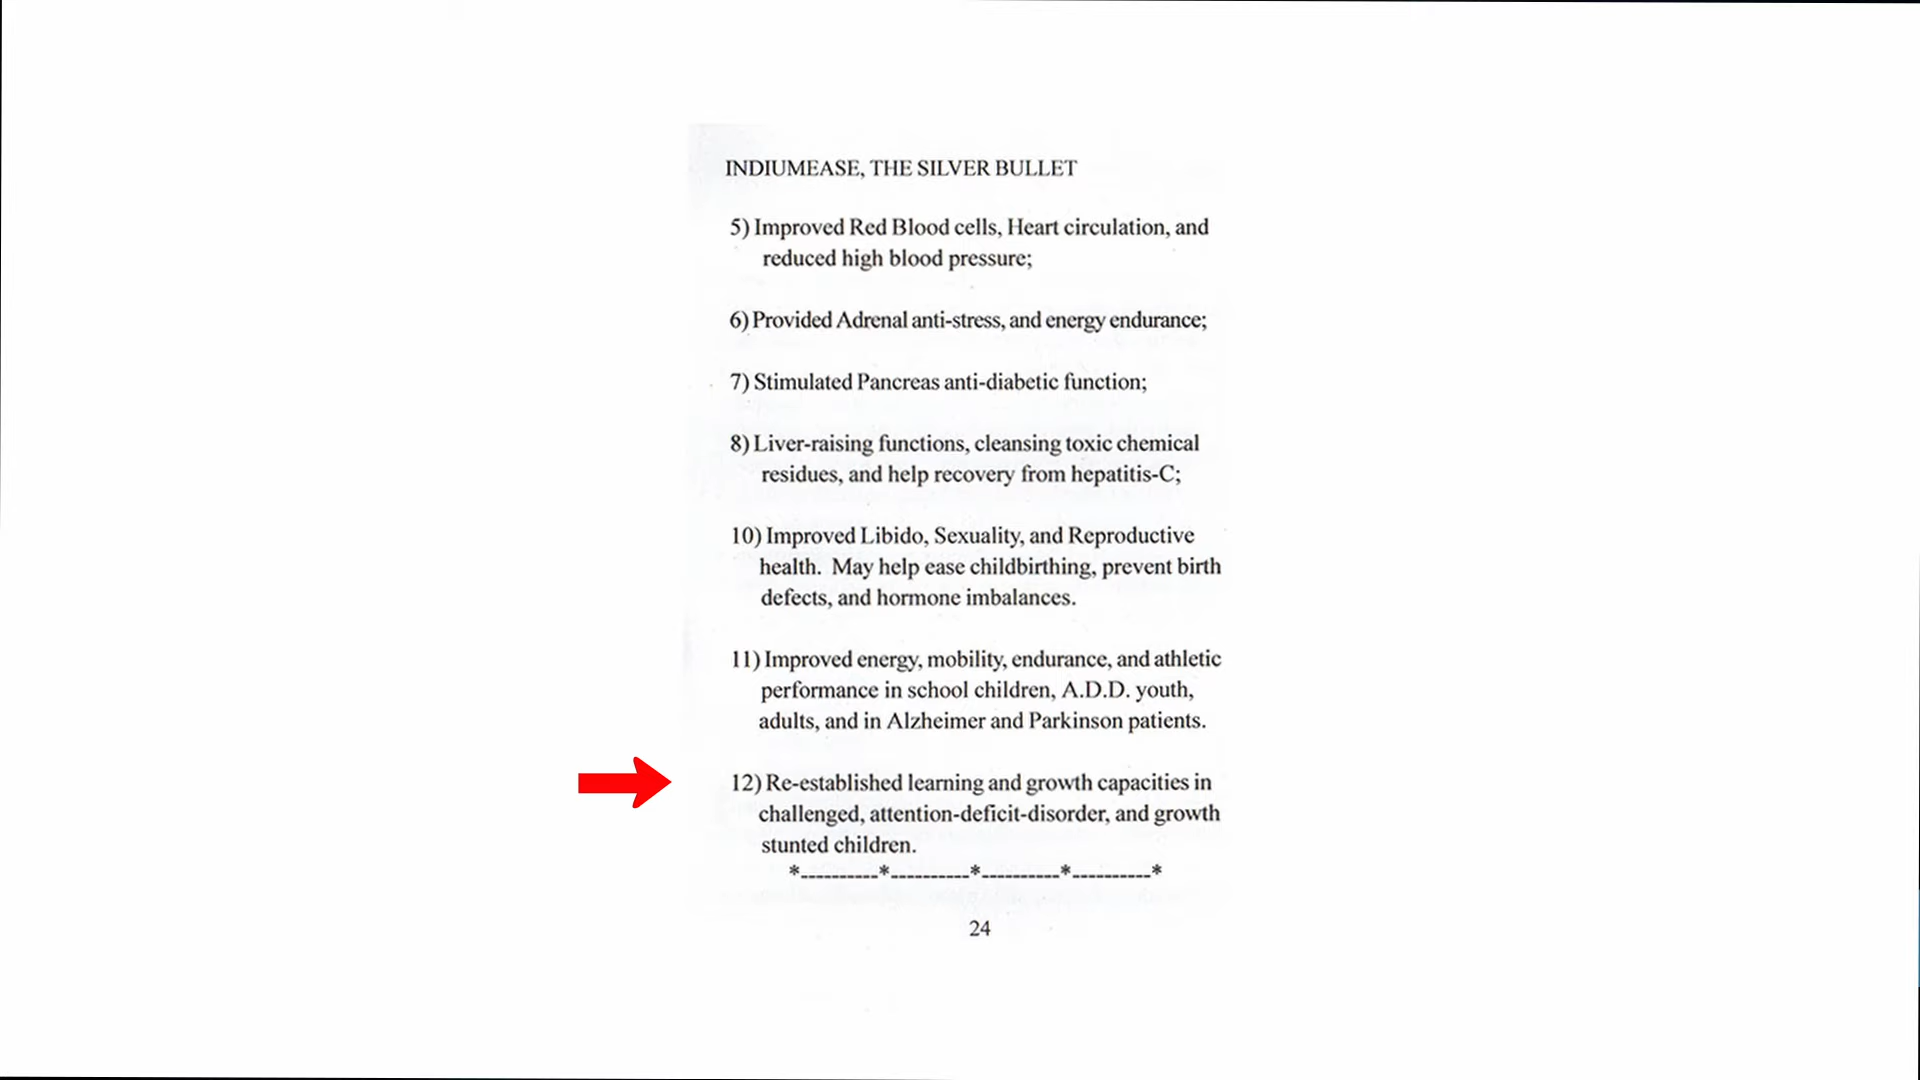 INDIUMEASE, THE SILVER BULLET
5) Improved Red Blood cells, Heart circulation, and
reduced high blood pressure;
6) Provided Adrenal anti-stress, and energy endurance;
7) Stimulated Pancreas anti-diabetic function;
8) Liver-raising functions, cleansing toxic chemical
residues, and help recovery from hepatitis-C;
10) Improved Libido, Sexuality, and Reproductive
health. May help ease childbirthing, prevent birth
defects, and hormone imbalances.
11) Improved energy, mobility, endurance, and athletic
performance in school children, A.D.D. youth,
adults, and in Alzheimer and Parkinson patients.
12) Re-established learning and growth capacities in
challenged, attention-deficit-disorder, and growth
stunted children.
*__________*__________*__________*__________*
24